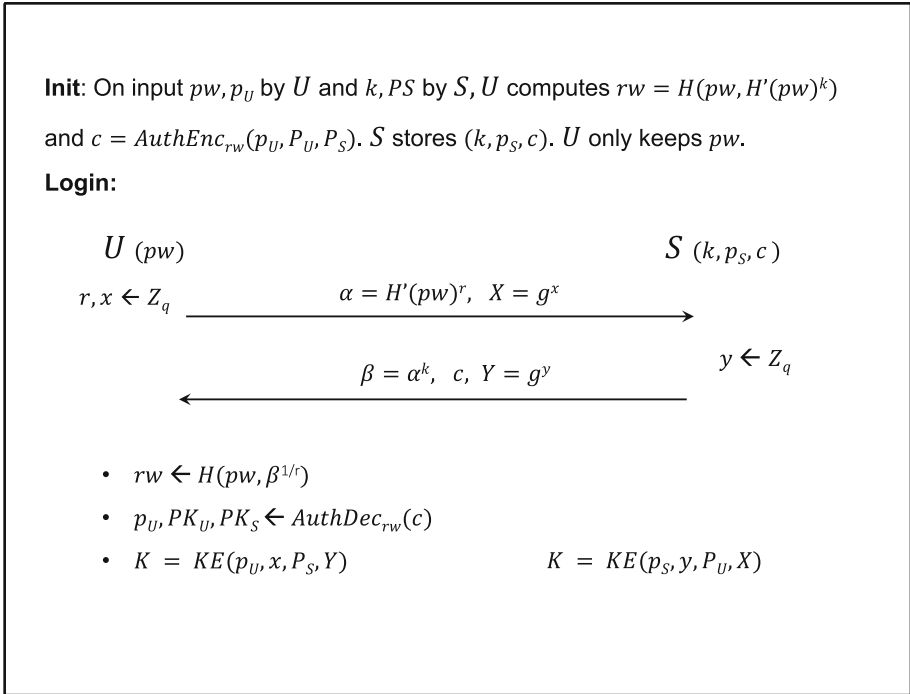 Init: On input pw, p_U by U and k, PS by S, U computes rw = H(pw, H'(pw)^k)
and c = AuthEnc_rw(p_U, P_U, P_S). S stores (k, p_S, c). U only keeps pw.
Login:
U (pw) S (k, p_S, c)
r, x ← Z_q α = H'(pw)^r, X = g^x
y ← Z_q
β = α^k, c, Y = g^y
• rw ← H(pw, β^1/r)
• p_U, PK_U, PK_S ← AuthDec_rw(c)
• K = KE(p_U, x, P_S, Y) K = KE(p_S, y, P_U, X)